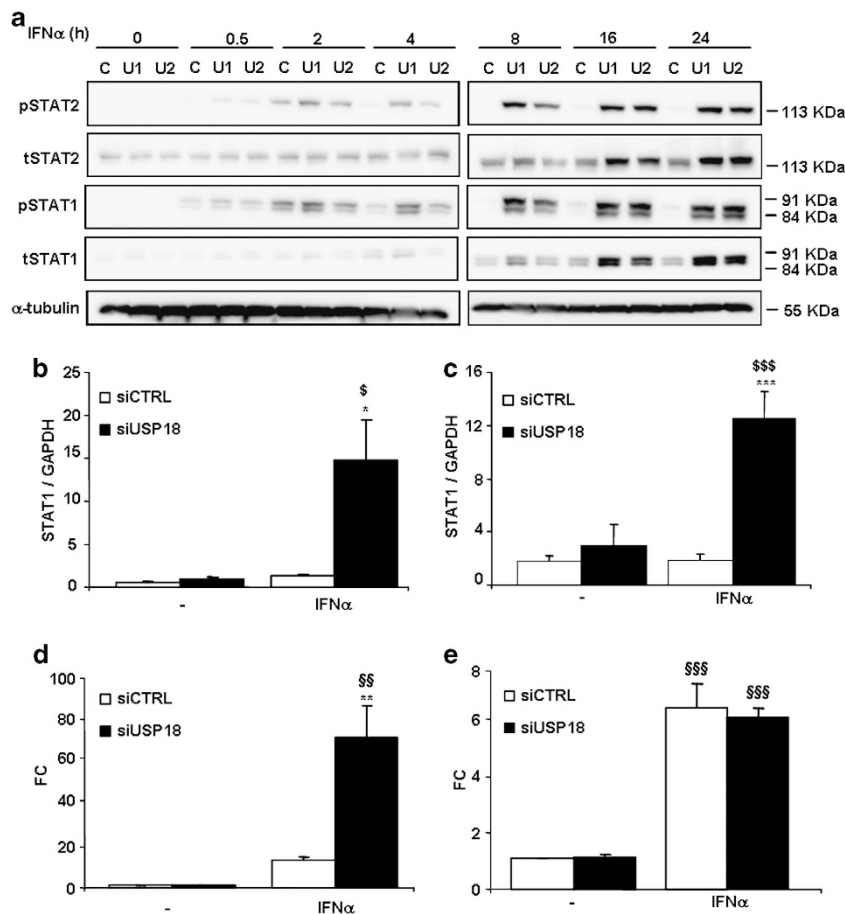 a
IFNα (h) 0 0.5 2 4 8 16 24
C U1 U2 C U1 U2 C U1 U2 C U1 U2 C U1 U2 C U1 U2 C U1 U2
pSTAT2 – 113 KDa
tSTAT2 – 113 KDa
pSTAT1 – 91 KDa
– 84 KDa
tSTAT1 – 91 KDa
– 84 KDa
α-tubulin – 55 KDa
b
STAT1 / GAPDH
25
20
15
10
5
0
siCTRL
siUSP18
$
*
- IFNα
c
STAT1 / GAPDH
16
12
8
4
2
0
siCTRL
siUSP18
$$$
***
- IFNα
d
FC
100
80
60
40
20
0
siCTRL
siUSP18
§§
**
- IFNα
e
FC
8
6
4
2
0
siCTRL
siUSP18
§§§
§§§
- IFNα